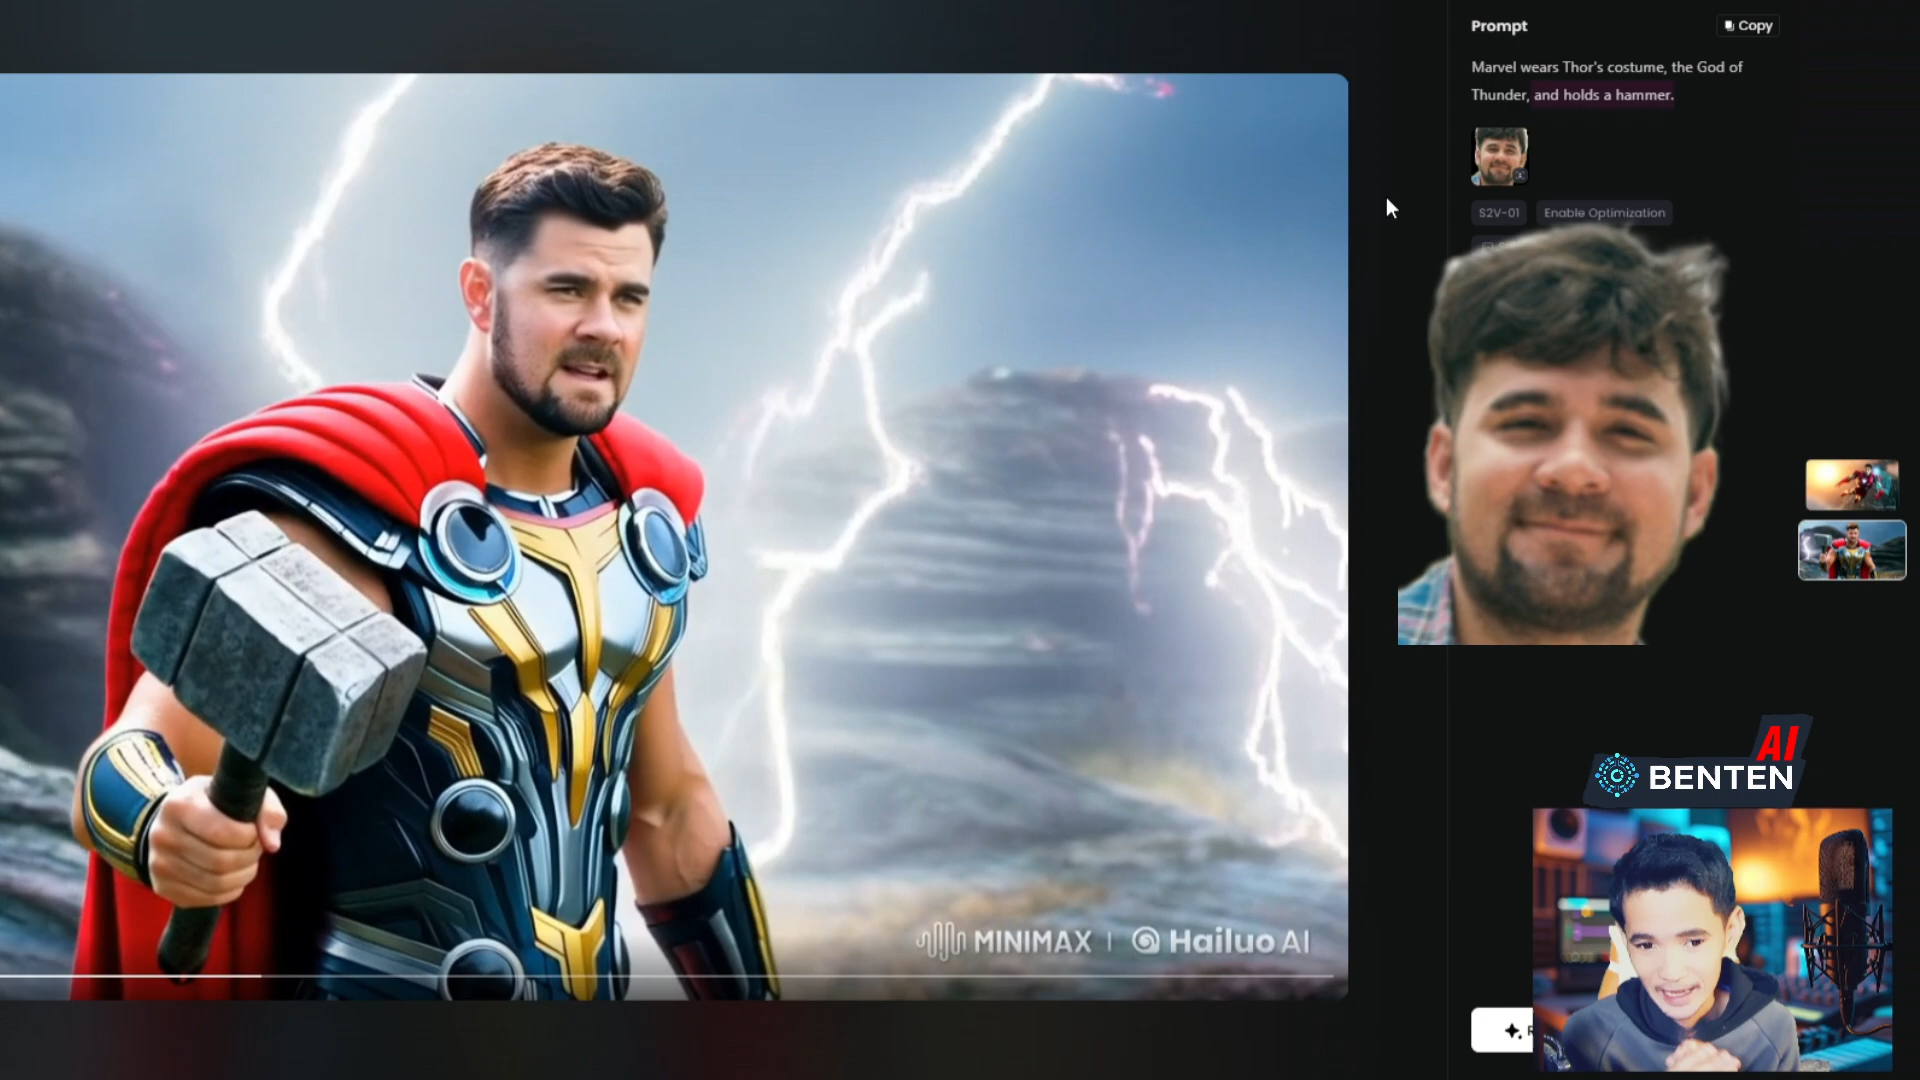 Prompt
Copy
Marvel wears Thor's costume, the God of
Thunder, and holds a hammer.
S2V-01
Enable Optimization
AI
BENTEN
MINIMAX | Hailuo AI